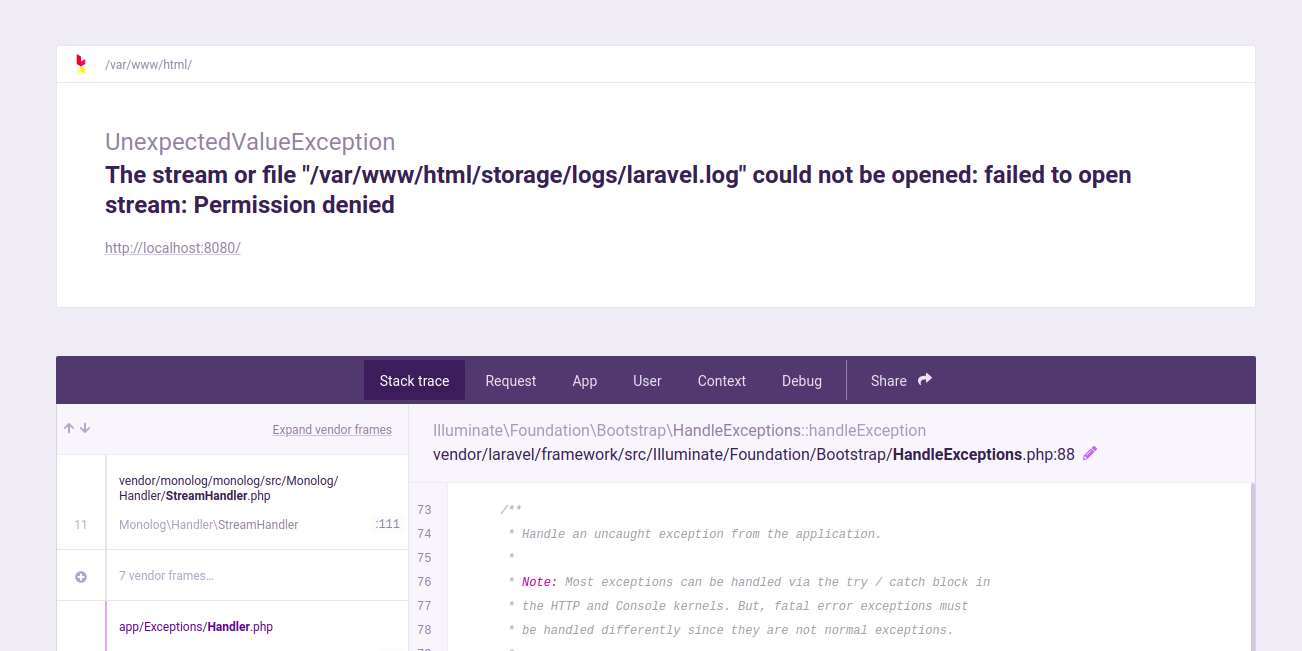 /var/www/html/
UnexpectedValueException
The stream or file "/var/www/html/storage/logs/laravel.log" could not be opened: failed to open
stream: Permission denied
http://localhost:8080/
Stack trace Request App User Context Debug Share
Expand vendor frames
vendor/monolog/monolog/src/Monolog/
Handler/StreamHandler.php
11 Monolog\Handler\StreamHandler :111
7 vendor frames…
app/Exceptions/Handler.php
Illuminate\Foundation\Bootstrap\HandleExceptions::handleException
vendor/laravel/framework/src/Illuminate/Foundation/Bootstrap/HandleExceptions.php:88
73 /**
74 * Handle an uncaught exception from the application.
75 *
76 * Note: Most exceptions can be handled via the try / catch block in
77 * the HTTP and Console kernels. But, fatal error exceptions must
78 * be handled differently since they are not normal exceptions.